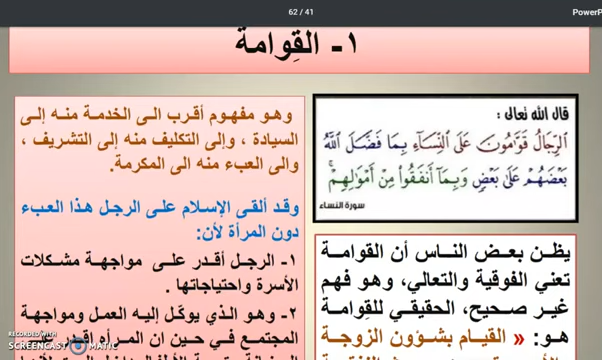 62 / 41
PowerP
١- القِوامة
قال الله تعالى :
الرِّجَالُ قَوَّامُونَ عَلَى النِّسَاءِ بِمَا فَضَّلَ اللَّهُ
بَعْضَهُمْ عَلَىٰ بَعْضٍ وَبِمَا أَنفَقُوا مِنْ أَمْوَالِهِمْ
سورة النساء
يظن بعض الناس أن القوامة
تعني الفوقية والتعالي، وهو فهم
غير صحيح، الحقيقي للقوامة
هو: « القيام بشؤون الزوجة
وهو مفهوم أقرب الى الخدمة منه إلى
السيادة ، وإلى التكليف منه إلى التشريف ،
والى العبء منه الى المكرمة.
وقد ألقى الإسلام على الرجل هذا العبء
دون المرأة لأن:
١- الرجل أقدر على مواجهة مشكلات
الأسرة واحتياجاتها .
٢- وهو الذي يوكل إليه العمل ومواجهة
المجتمع في حين ان
RECORDED WITH
SCREENCAST MATIC